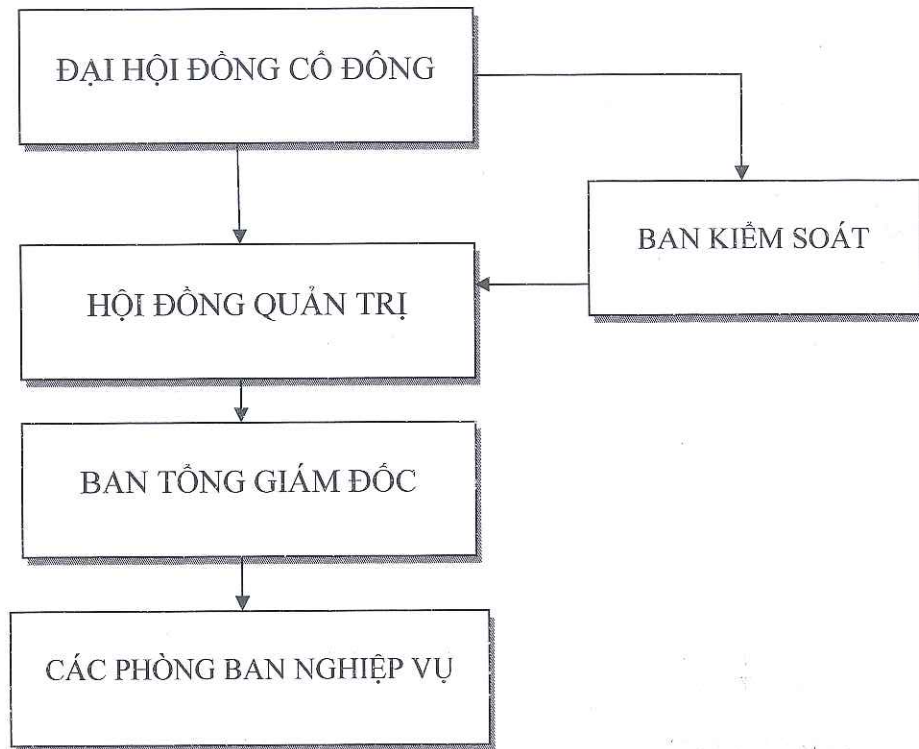 ĐẠI HỘI ĐỒNG CỔ ĐÔNG
BAN KIỂM SOÁT
HỘI ĐỒNG QUẢN TRỊ
BAN TỔNG GIÁM ĐỐC
CÁC PHÒNG BAN NGHIỆP VỤ